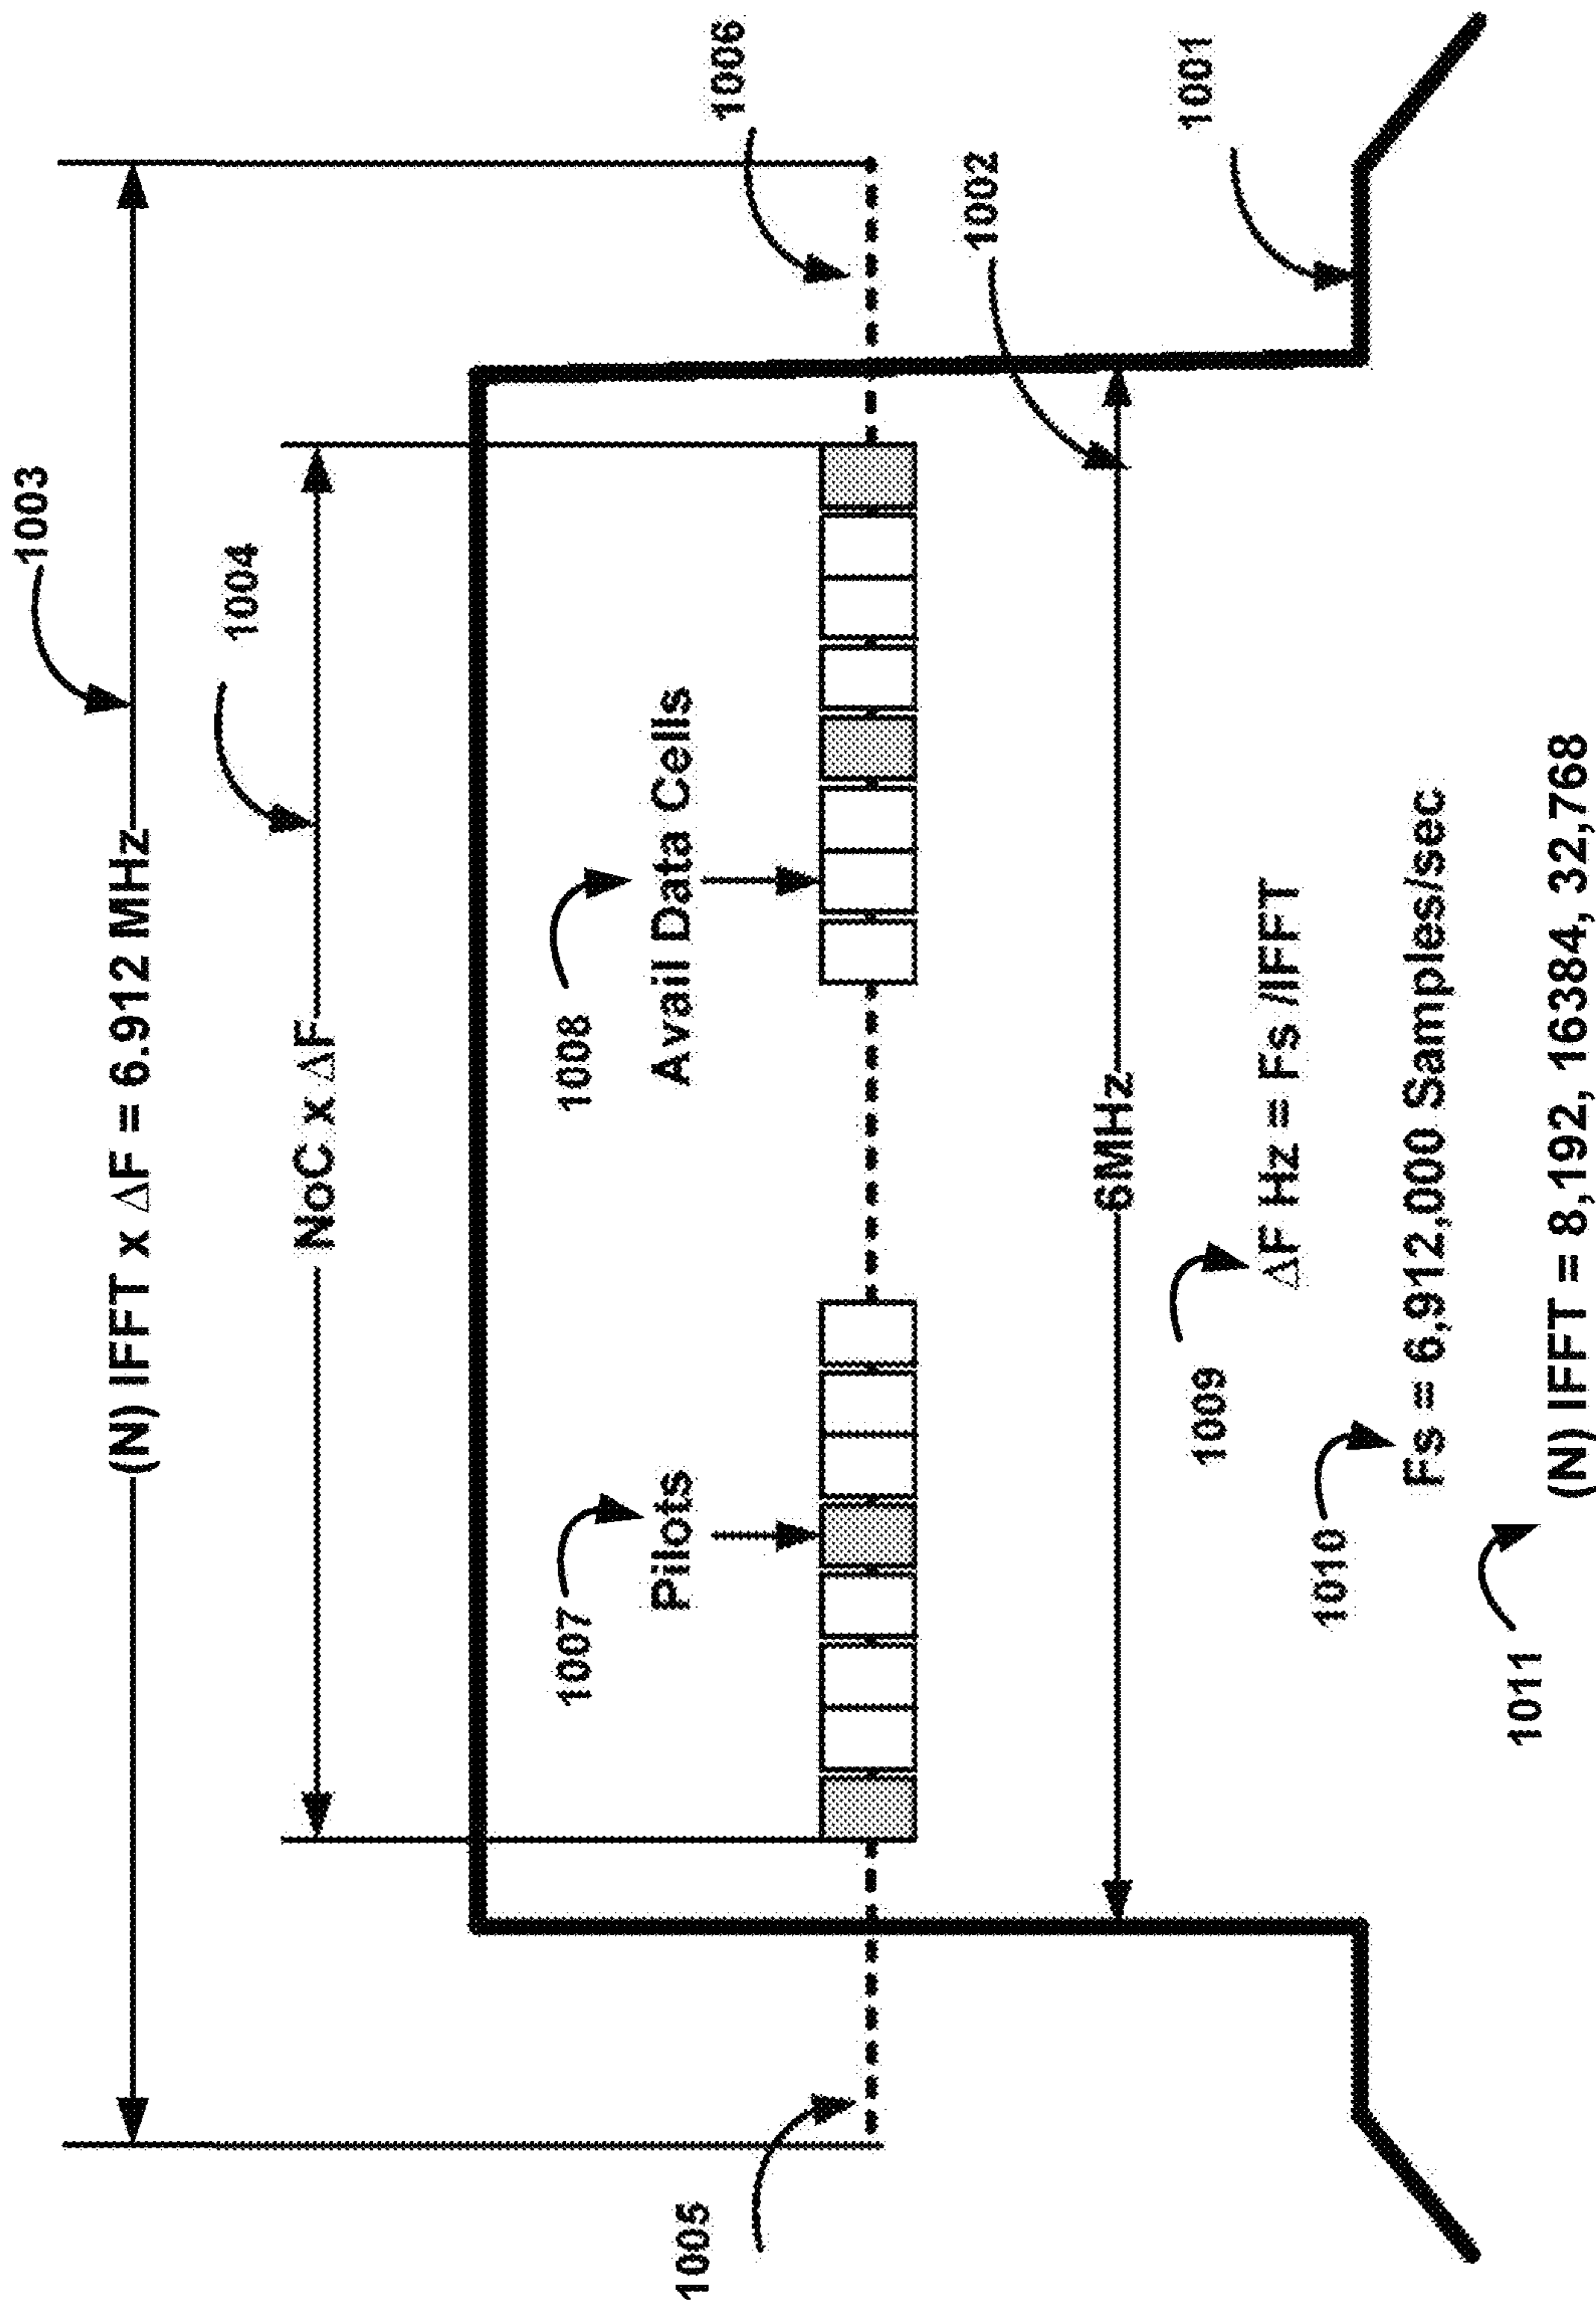 1003
(N) IFFT x ΔF = 6.912 MHz
1004
NoC x ΔF
1005
1006
1007
Pilots
1008
Avail Data Cells
1002
6MHz
1001
1009
ΔF Hz = Fs /IFFT
1010
Fs = 6,912,000 Samples/sec
1011
(N) IFFT = 8,192, 16384, 32,768